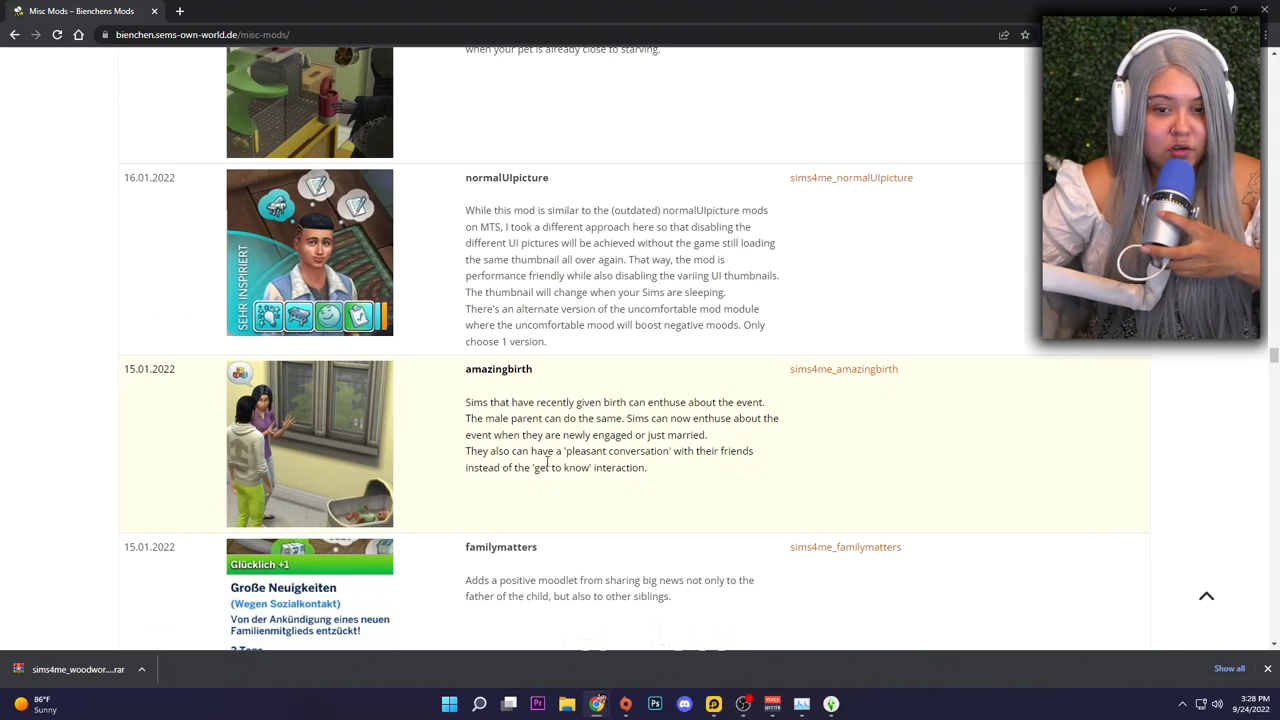 Misc Mods –
bienchen.sems-own-world.de/misc-mods/
when your pet is already close to starving.
16.01.2022
normalUIpicture
sims4me_normalUIpicture
While this mod is similar to the (outdated) normalUIpicture mods
on MTS, I took a different approach here so that disabling the
different UI pictures will be achieved without the game still loading
the same thumbnail all over again. That way, the mod is
performance friendly while also disabling the variing UI thumbnails.
The thumbnail will change when your Sims are sleeping.
There's an alternate version of the uncomfortable mod module
where the uncomfortable mood will boost negative moods. Only
choose 1 version.
SEHR INSPIRIERT
15.01.2022
amazingbirth
sims4me_amazingbirth
Sims that have recently given birth can enthuse about the event.
The male parent can do the same. Sims can now enthuse about the
event when they are newly engaged or just married.
They also can have a 'pleasant conversation' with their friends
instead of the 'get to know' interaction.
15.01.2022
familymatters
sims4me_familymatters
Adds a positive moodlet from sharing big news not only to the
father of the child, but also to other siblings.
Glücklich +1
Große Neuigkeiten
(Wegen Sozialkontakt)
Von der Ankündigung eines neuen
Familienmitglieds entzückt!
sims4me_woodwor....rar
Show all
86°F
Sunny
3:28 PM
9/24/2022